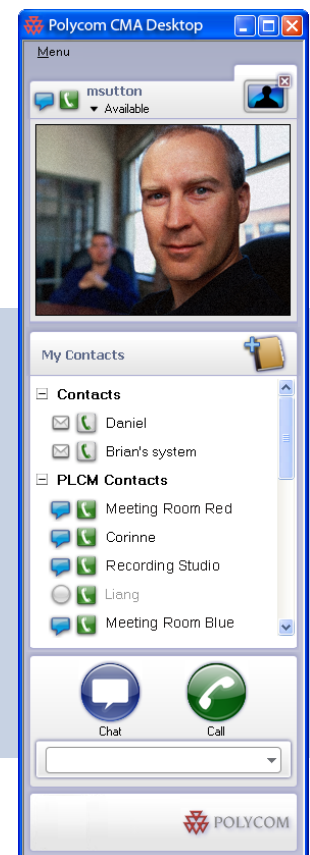 Polycom CMA Desktop
Menu
msutton
Available
My Contacts
Contacts
Daniel
Brian's system
PLCM Contacts
Meeting Room Red
Corinne
Recording Studio
Liang
Meeting Room Blue
Chat
Call
POLYCOM